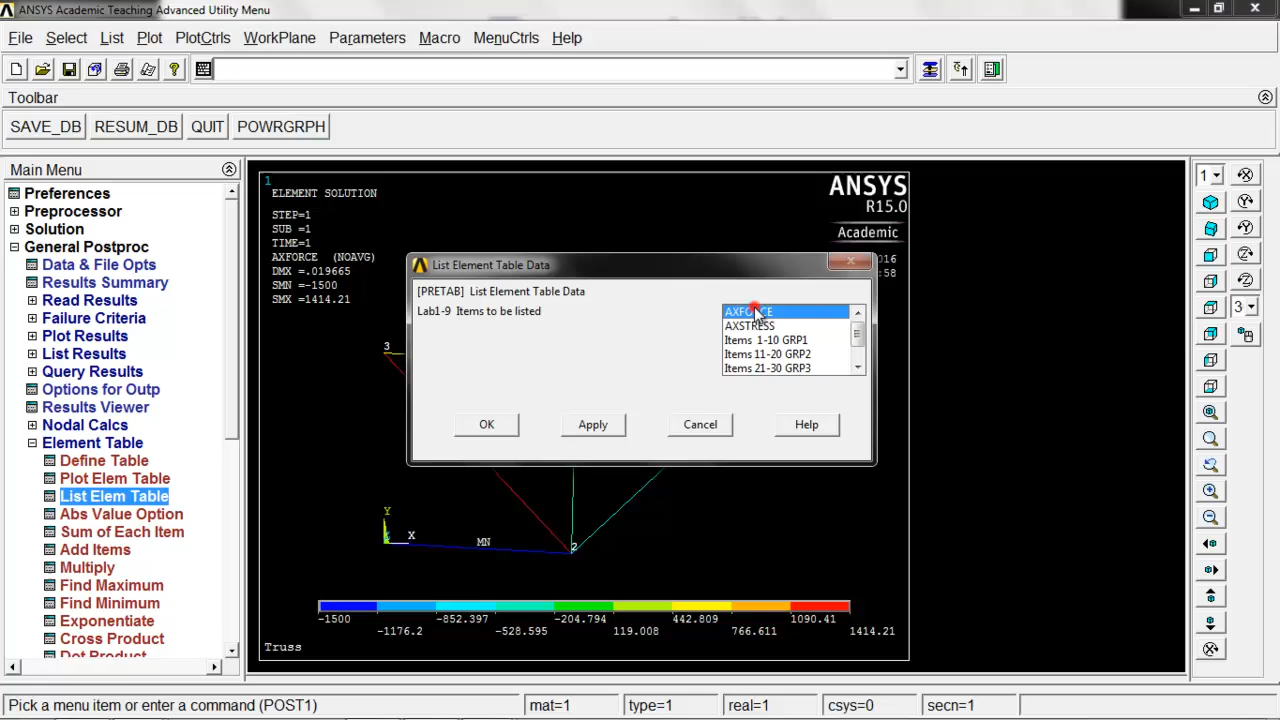 ANSYS Academic Teaching Advanced Utility Menu
File Select List Plot PlotCtrls WorkPlane Parameters Macro MenuCtrls Help
Toolbar
SAVE_DB RESUM_DB QUIT POWRGRPH
Main Menu
Preferences
Preprocessor
Solution
General Postproc
Data & File Opts
Results Summary
Read Results
Failure Criteria
Plot Results
List Results
Query Results
Options for Outp
Results Viewer
Nodal Calcs
Element Table
Define Table
Plot Elem Table
List Elem Table
Abs Value Option
Sum of Each Item
Add Items
Multiply
Find Maximum
Find Minimum
Exponentiate
Cross Product
Dot Product
1
ELEMENT SOLUTION
STEP=1
SUB =1
TIME=1
AXFORCE (NOAVG)
DMX =.019665
SMN =-1500
SMX =1414.21
ANSYS
R15.0
Academic
16
:58
3
List Element Table Data
[PRETAB] List Element Table Data
Lab1-9 Items to be listed
AXFORCE
AXSTRESS
Items 1-10 GRP1
Items 11-20 GRP2
Items 21-30 GRP3
OK Apply Cancel Help
Y
X
MN
2
-1500 -852.397 -204.794 442.809 1090.41
-1176.2 -528.595 119.008 766.611 1414.21
Truss
1
3
Pick a menu item or enter a command (POST1) mat=1 type=1 real=1 csys=0 secn=1